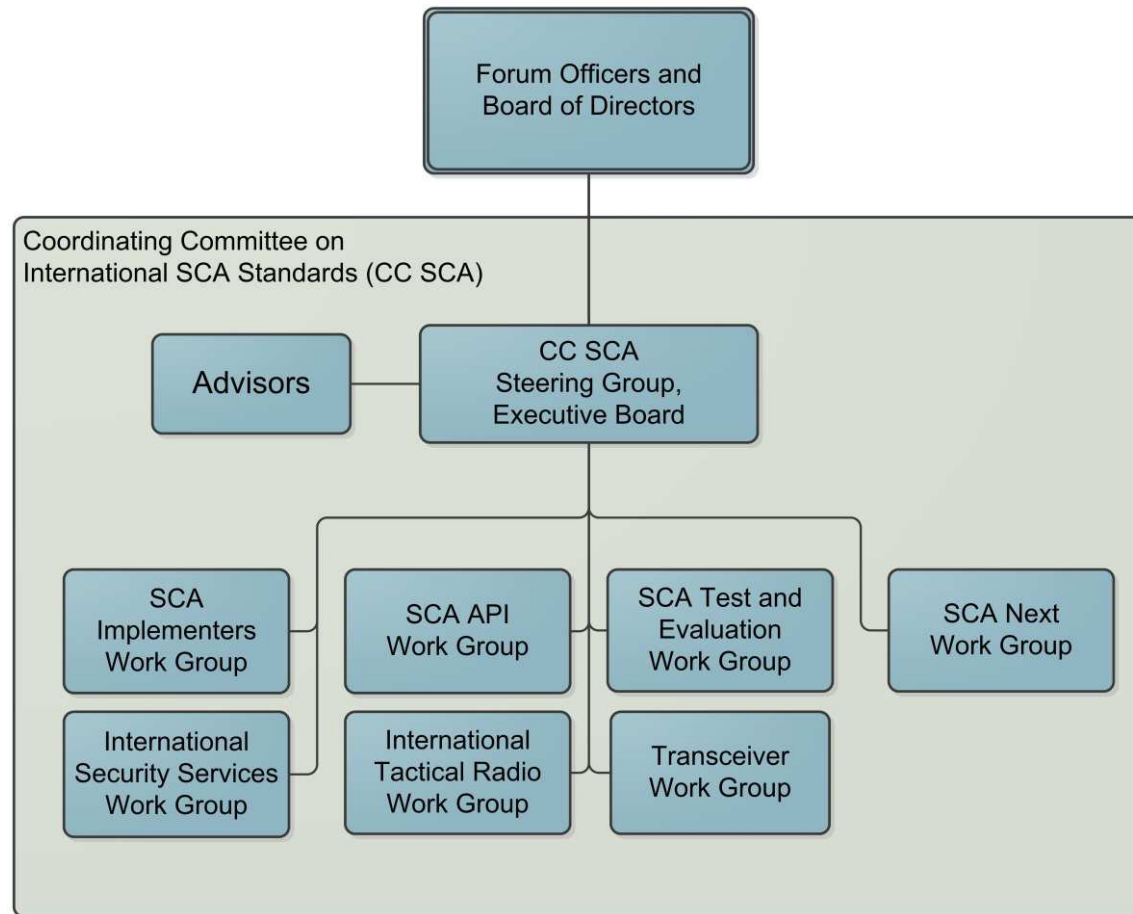 Forum Officers and
Board of Directors
Coordinating Committee on
International SCA Standards (CC SCA)
Advisors
CC SCA
Steering Group,
Executive Board
SCA
Implementers
Work Group
SCA API
Work Group
SCA Test and
Evaluation
Work Group
SCA Next
Work Group
International
Security Services
Work Group
International
Tactical Radio
Work Group
Transceiver
Work Group